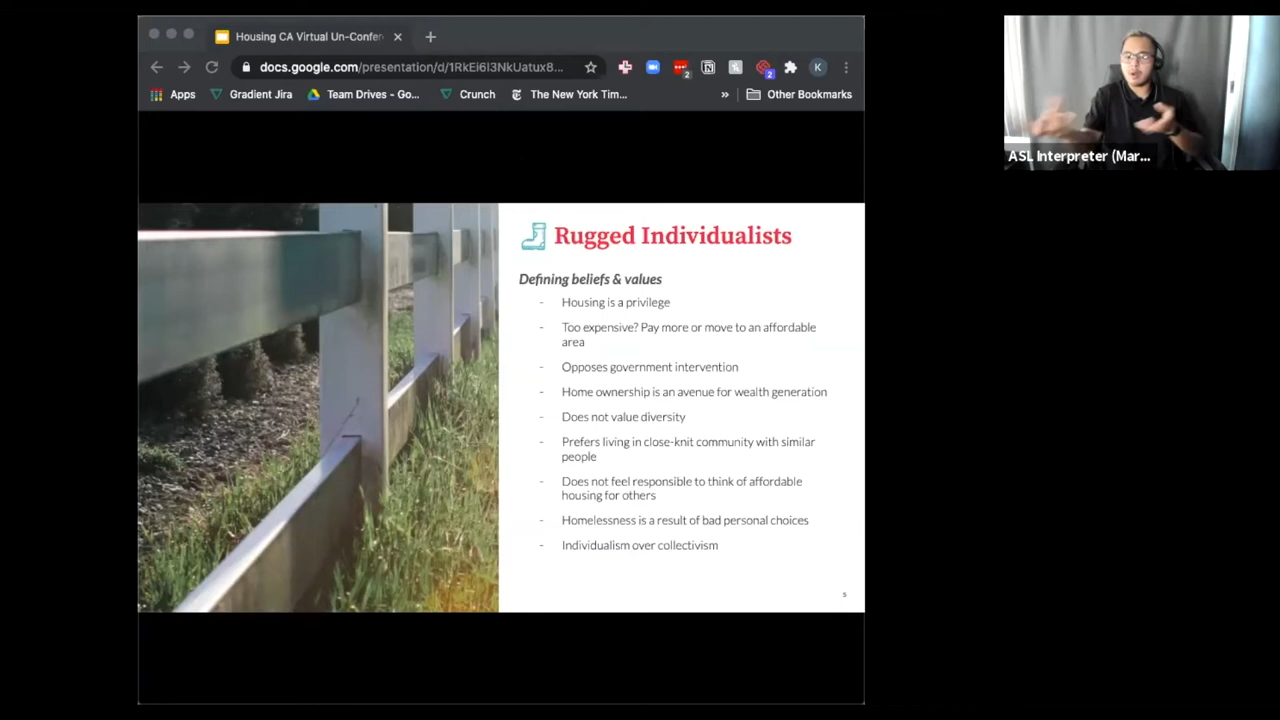 Housing CA Virtual Un-Confer
docs.google.com/presentation/d/1RkEi6l3NkUatux8...
2
2
K
Apps
Gradient Jira
Team Drives - Go...
Crunch
The New York Tim...
»
Other Bookmarks
ASL Interpreter (Mar...
Rugged Individualists
Defining beliefs & values
- Housing is a privilege
- Too expensive? Pay more or move to an affordable
area
- Opposes government intervention
- Home ownership is an avenue for wealth generation
- Does not value diversity
- Prefers living in close-knit community with similar
people
- Does not feel responsible to think of affordable
housing for others
- Homelessness is a result of bad personal choices
- Individualism over collectivism
5